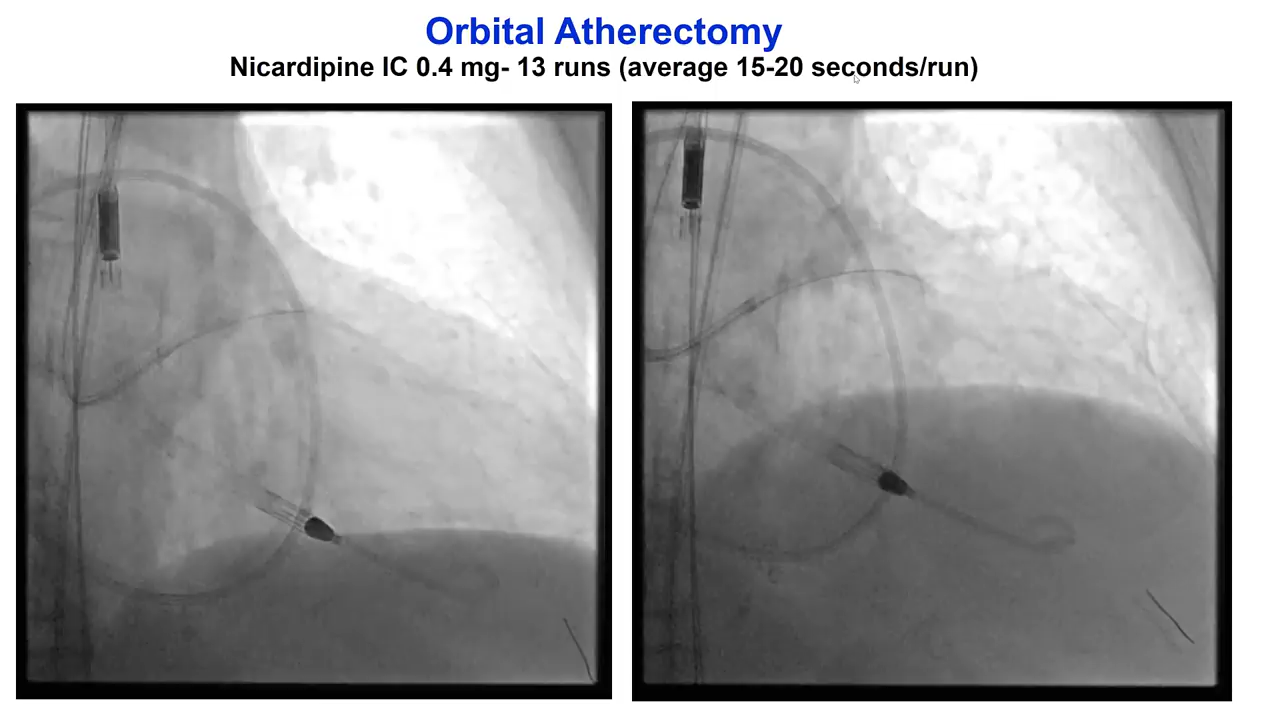 Orbital Atherectomy
Nicardipine IC 0.4 mg- 13 runs (average 15-20 seconds/run)